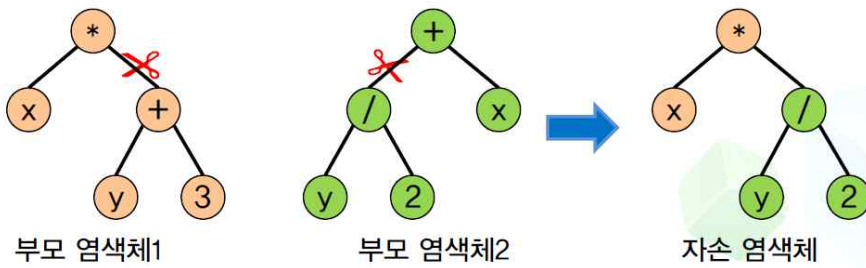 * + *
x + / x x /
y 3 y 2 y 2
부모 염색체1 부모 염색체2 자손 염색체